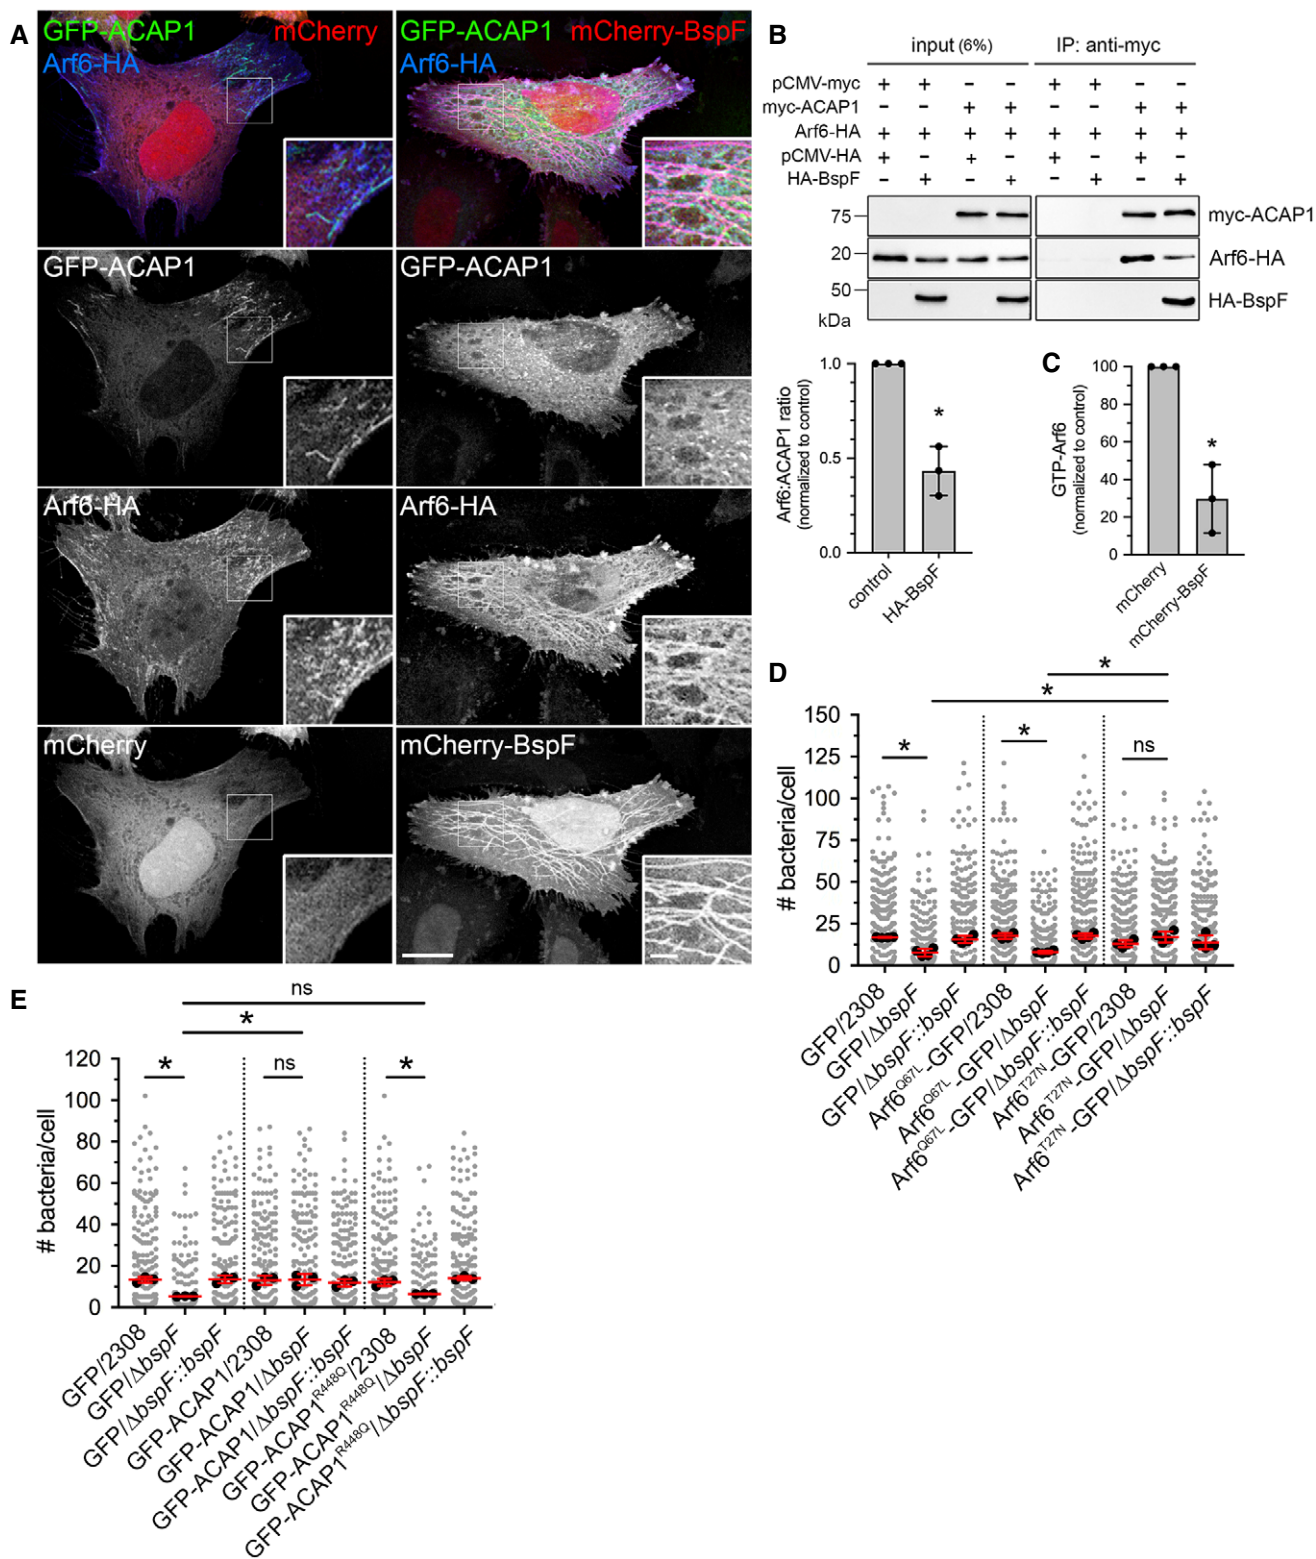 A
GFP-ACAP1 mCherry
Arf6-HA
GFP-ACAP1 mCherry-BspF
Arf6-HA
GFP-ACAP1
GFP-ACAP1
Arf6-HA
Arf6-HA
mCherry
mCherry-BspF
B
input (6%) IP: anti-myc
pCMV-myc + + - - + + - -
myc-ACAP1 - - + + - - + +
Arf6-HA + + + + + + + +
pCMV-HA + - + - + - + -
HA-BspF - + - + - + - +
75 myc-ACAP1
20 Arf6-HA
50 HA-BspF
kDa
Arf6:ACAP1 ratio
(normalized to control)
1.0
0.5
0.0
*
control
HA-BspF
C
GTP-Arf6
(normalized to control)
100
80
60
40
20
0
*
mCherry
mCherry-BspF
D
*
*
* * ns
# bacteria/cell
150
125
100
75
50
25
0
GFP/2308
GFP/ΔbspF
GFP/ΔbspF::bspF
Arf6Q67L-GFP/2308
Arf6Q67L-GFP/ΔbspF
Arf6Q67L-GFP/ΔbspF::bspF
Arf6T27N-GFP/2308
Arf6T27N-GFP/ΔbspF
Arf6T27N-GFP/ΔbspF::bspF
E
ns
*
* ns *
# bacteria/cell
120
100
80
60
40
20
0
GFP/2308
GFP/ΔbspF
GFP/ΔbspF::bspF
GFP-ACAP1/2308
GFP-ACAP1/ΔbspF
GFP-ACAP1/ΔbspF::bspF
GFP-ACAP1R448Q/2308
GFP-ACAP1R448Q/ΔbspF
GFP-ACAP1R448Q/ΔbspF::bspF